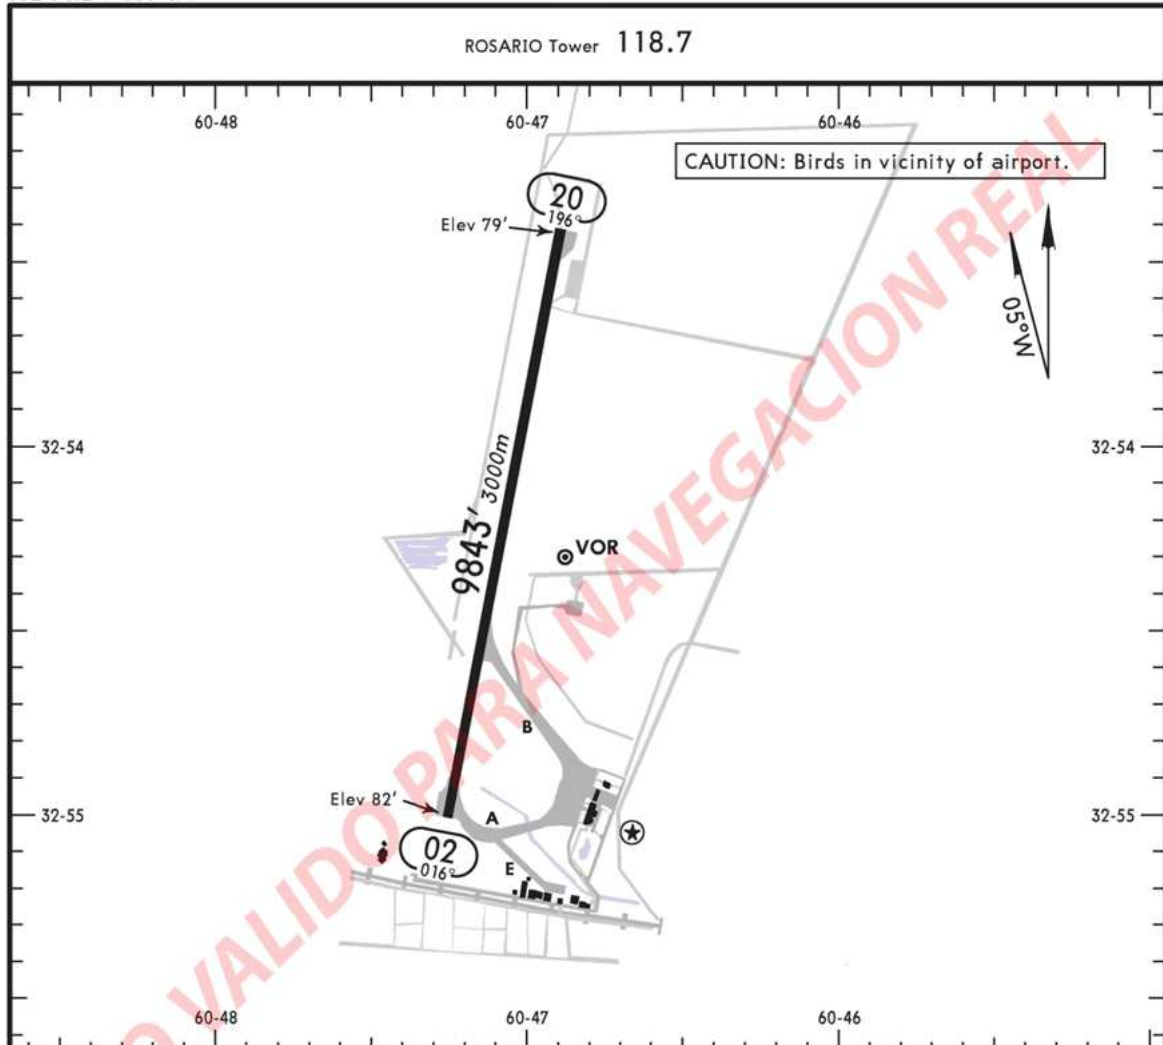 ROSARIO Tower 118.7
60-48
60-47
60-46
CAUTION: Birds in vicinity of airport.
20
196°
Elev 79'
05°W
32-54
32-54
9843' 3000m
VOR
B
Elev 82'
32-55
32-55
A
02
016°
E
60-48
60-47
60-46
O VALIDO PARA NAVEGACION REAL